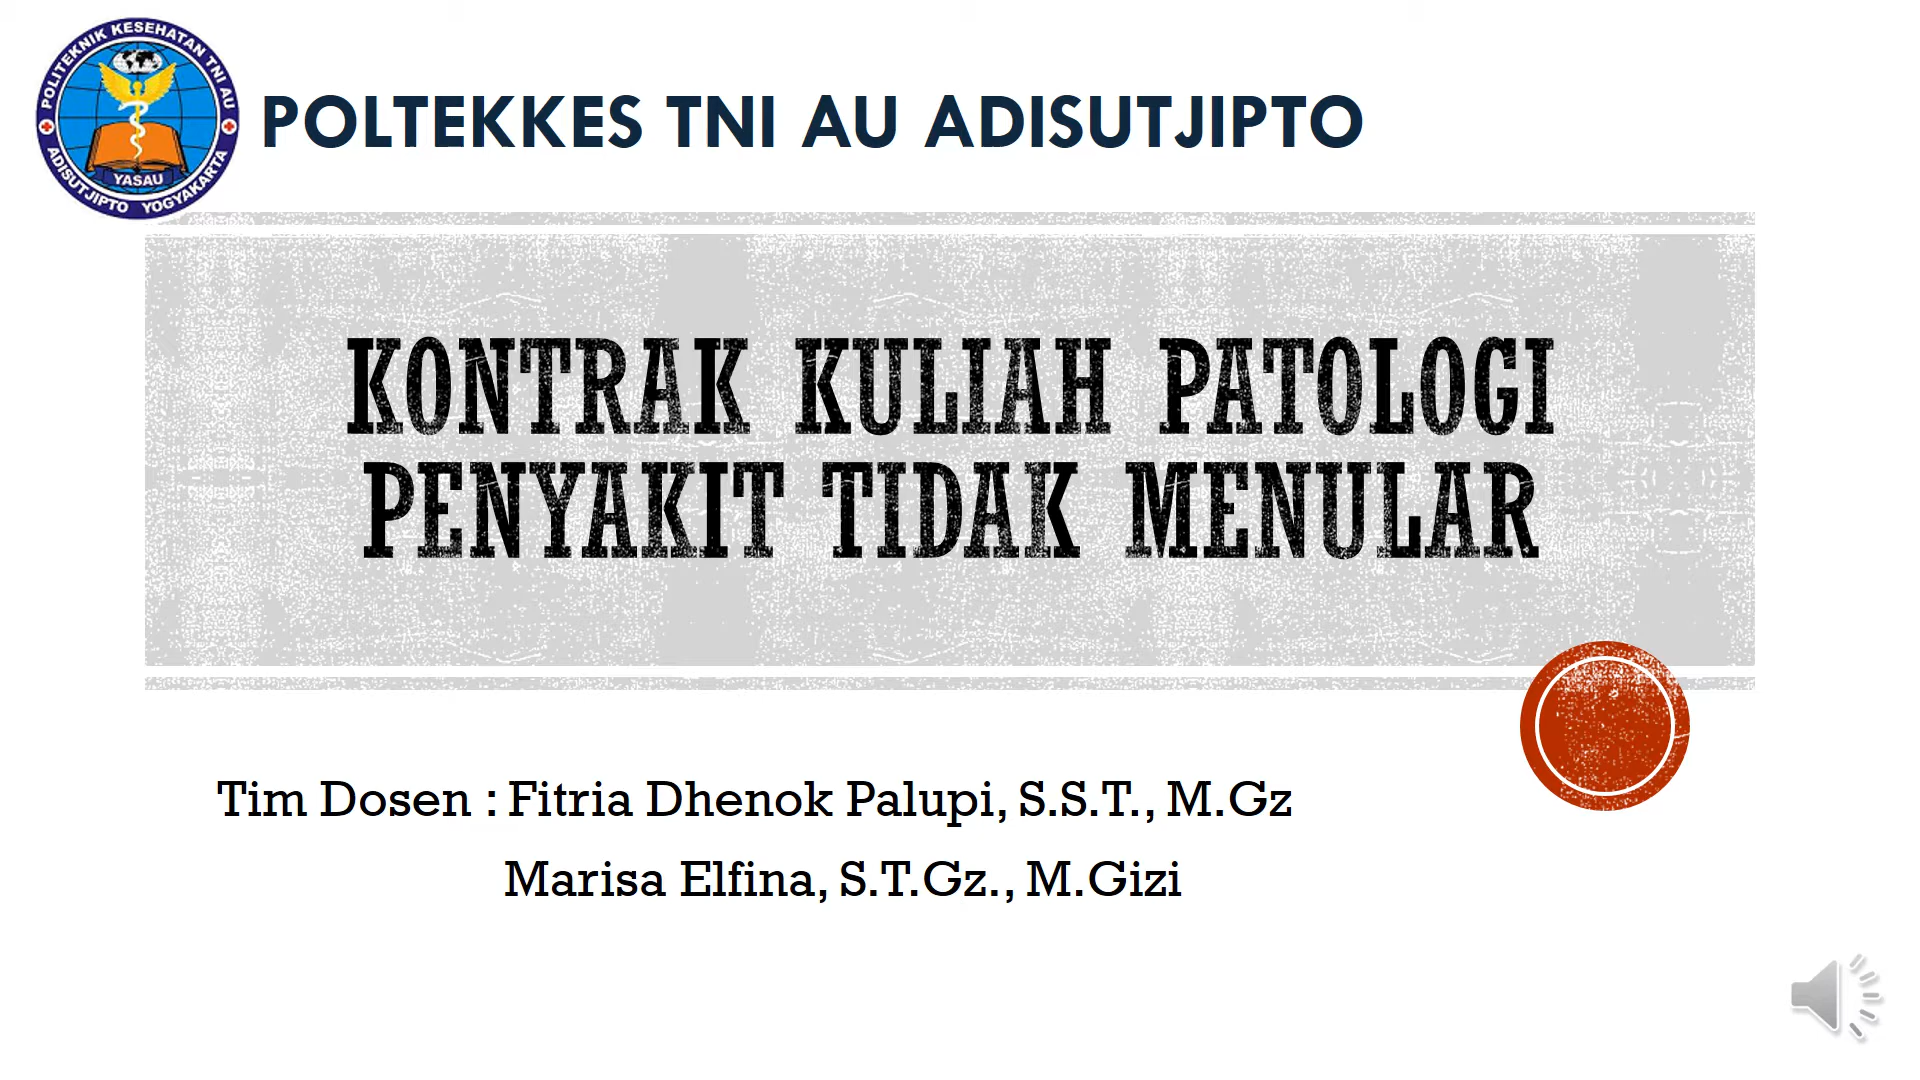 POLITEKNIK KESEHATAN TNI AU
ADISUTJIPTO YOGYAKARTA
YASAU
POLTEKKES TNI AU ADISUTJIPTO
KONTRAK KULIAH PATOLOGI
PENYAKIT TIDAK MENULAR
Tim Dosen : Fitria Dhenok Palupi, S.S.T., M.Gz
Marisa Elfina, S.T.Gz., M.Gizi